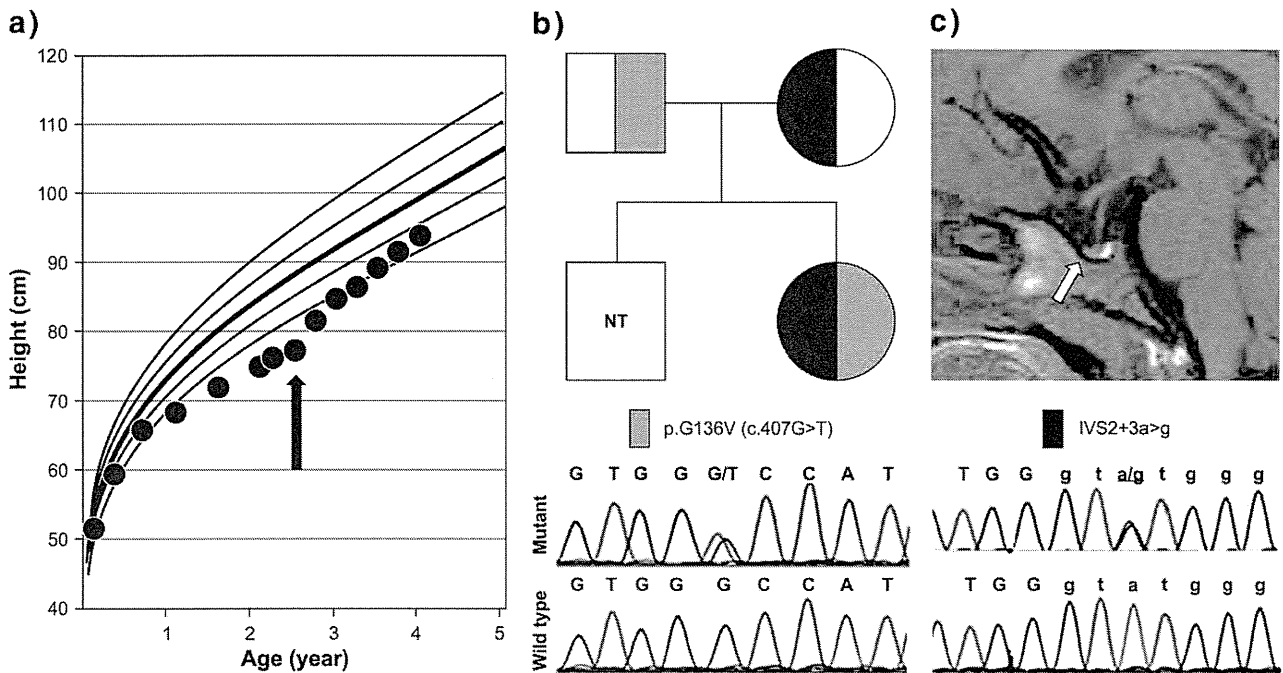 a)
120
110
100
90
80
70
60
50
40
Height (cm)
1 2 3 4 5
Age (year)
b)
NT
p.G136V (c.407G>T)
G T G G G/T C C A T
Mutant
G T G G G C C A T
Wild type
c)
IVS2+3a>g
T G G g t a/g t g g g
T G G g t a t g g g